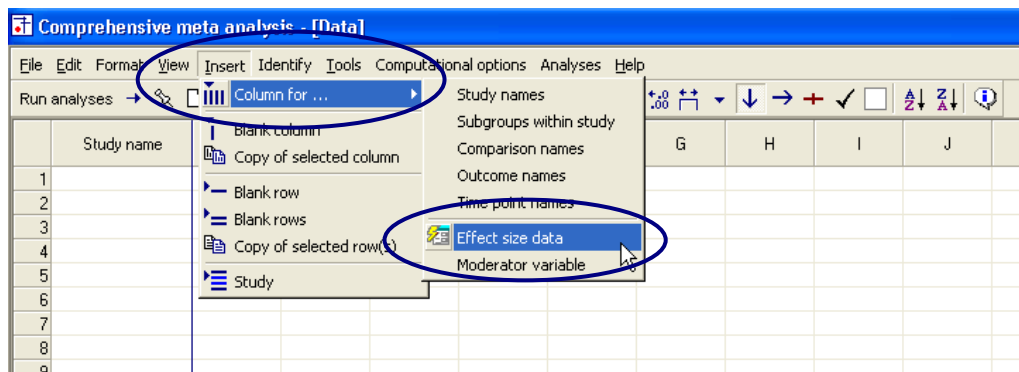 Comprehensive meta analysis - [Data]
File Edit Format View Insert Identify Tools Computational options Analyses Help
Run analyses
Column for ...
Blank column
Copy of selected column
Blank row
Blank rows
Copy of selected row(s)
Study
Study names
Subgroups within study
Comparison names
Outcome names
Time point names
Effect size data
Moderator variable
Study name G H I J
1
2
3
4
5
6
7
8
9